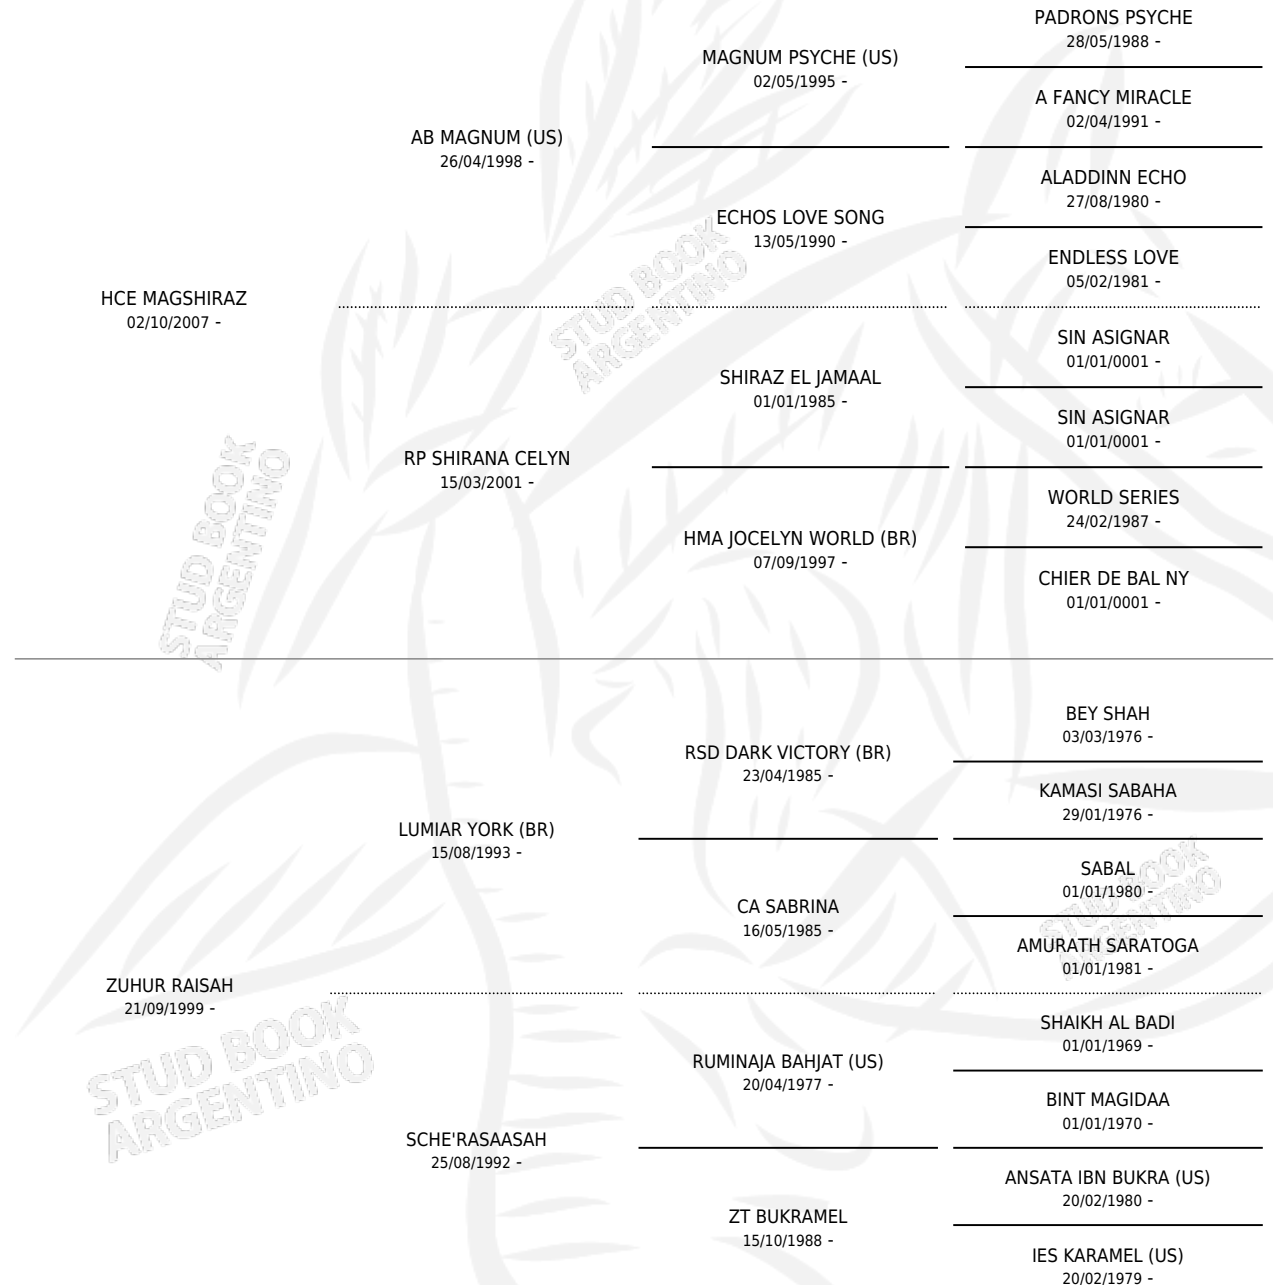 PADRONS PSYCHE
28/05/1988 -
MAGNUM PSYCHE (US)
02/05/1995 -
A FANCY MIRACLE
02/04/1991 -
AB MAGNUM (US)
26/04/1998 -
ALADDINN ECHO
27/08/1980 -
ECHOS LOVE SONG
13/05/1990 -
ENDLESS LOVE
05/02/1981 -
HCE MAGSHIRAZ
02/10/2007 -
STUD BOOK
ARGENTINO
SIN ASIGNAR
01/01/0001 -
SHIRAZ EL JAMAAL
01/01/1985 -
SIN ASIGNAR
01/01/0001 -
RP SHIRANA CELYN
15/03/2001 -
WORLD SERIES
24/02/1987 -
HMA JOCELYN WORLD (BR)
07/09/1997 -
CHIER DE BAL NY
01/01/0001 -
STUD BOOK
ARGENTINO
BEY SHAH
03/03/1976 -
RSD DARK VICTORY (BR)
23/04/1985 -
KAMASI SABAHA
29/01/1976 -
LUMIAR YORK (BR)
15/08/1993 -
SABAL
01/01/1980 -
CA SABRINA
16/05/1985 -
STUD BOOK
ARGENTINO
AMURATH SARATOGA
01/01/1981 -
ZUHUR RAISAH
21/09/1999 -
SHAIKH AL BADI
01/01/1969 -
RUMINAJA BAHJAT (US)
20/04/1977 -
STUD BOOK
ARGENTINO
BINT MAGIDAA
01/01/1970 -
SCHE'RASAASAH
25/08/1992 -
ANSATA IBN BUKRA (US)
20/02/1980 -
ZT BUKRAMEL
15/10/1988 -
IES KARAMEL (US)
20/02/1979 -